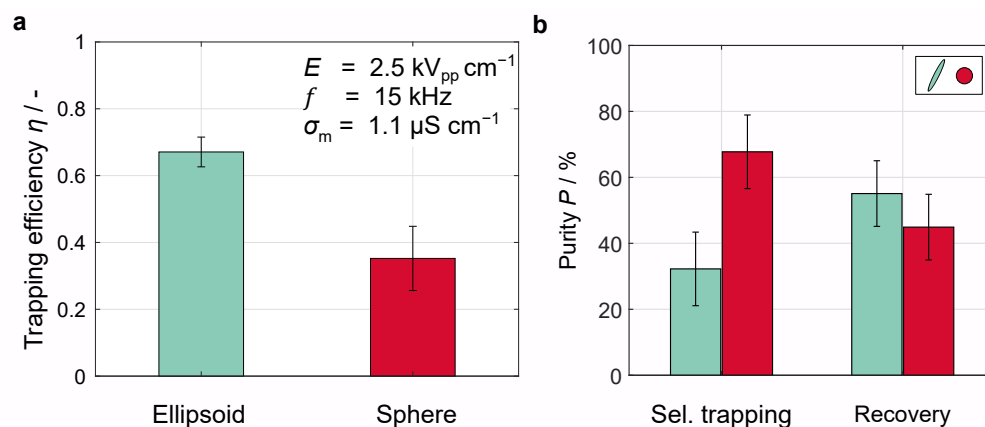 a
1
0.8
0.6
0.4
0.2
0
Trapping efficiency η / -
E = 2.5 kVpp cm⁻¹
f = 15 kHz
σm = 1.1 µS cm⁻¹
Ellipsoid
Sphere
b
100
80
60
40
20
0
Purity P / %
Sel. trapping
Recovery